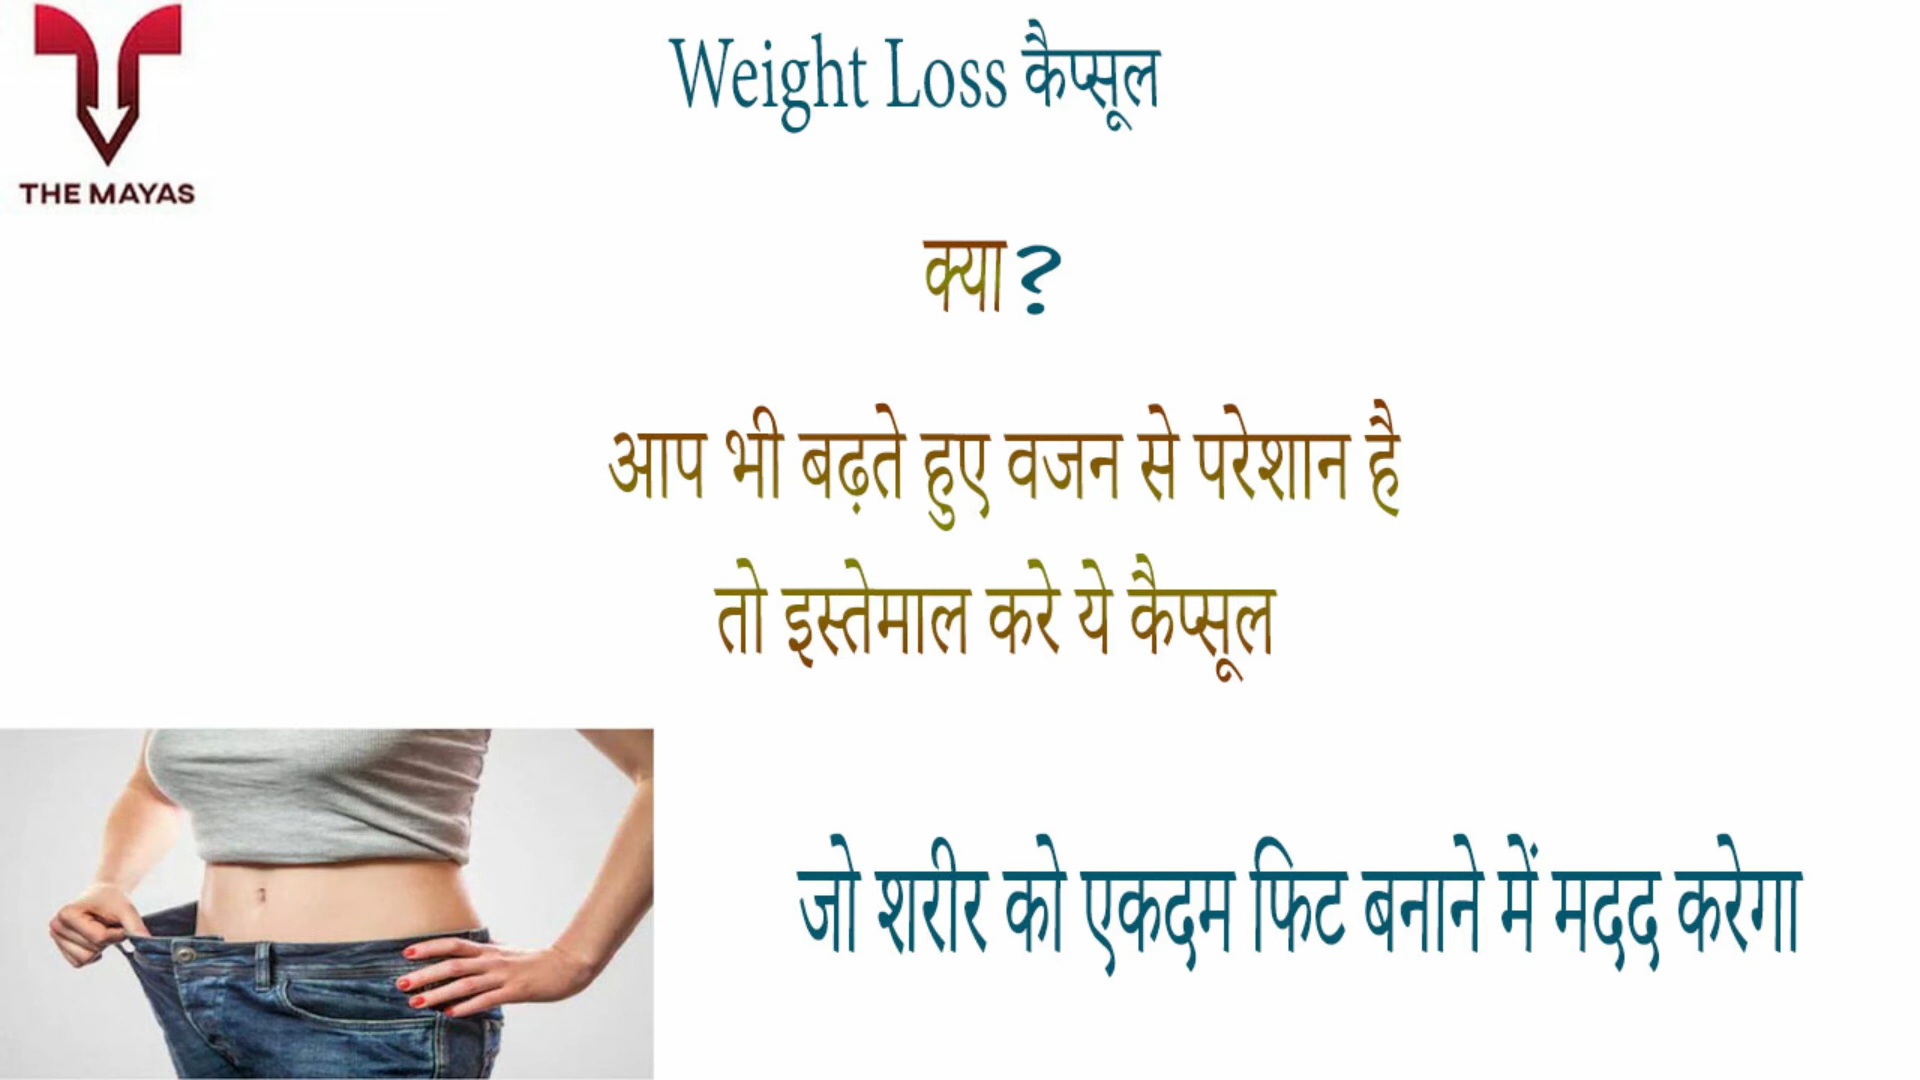 THE MAYAS
Weight Loss कैप्सूल
क्या?
आप भी बढ़ते हुए वजन से परेशान है
तो इस्तेमाल करे ये कैप्सूल
जो शरीर को एकदम फिट बनाने में मदद करेगा